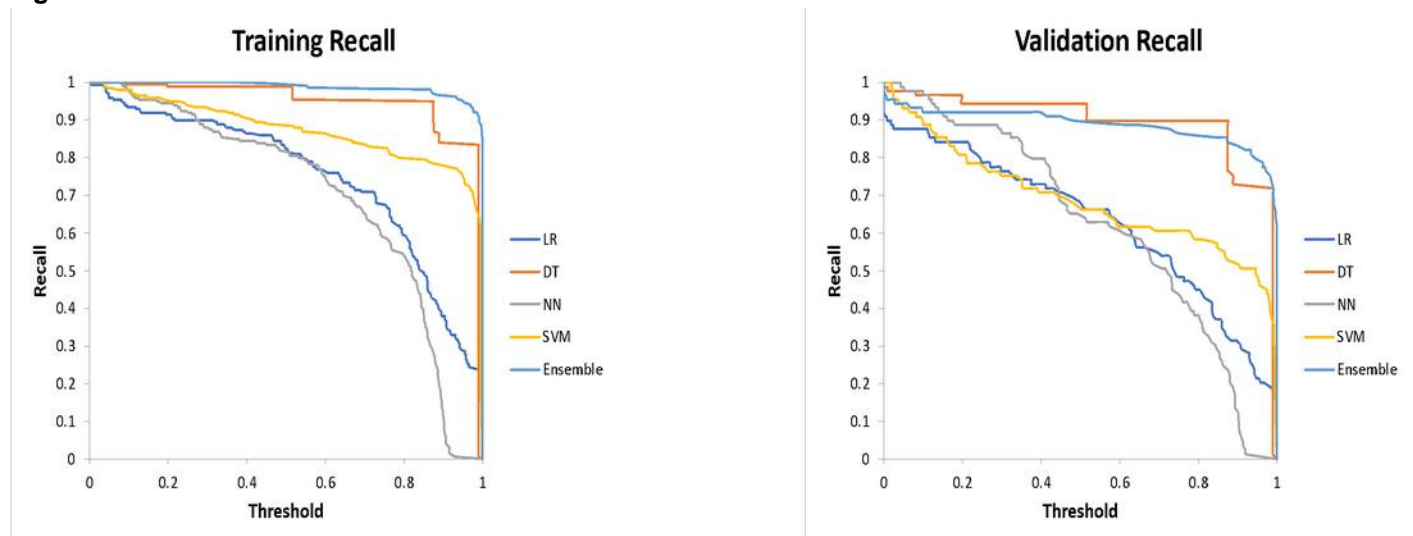 Training Recall
1
0.9
0.8
0.7
0.6
0.5
0.4
0.3
0.2
0.1
0
Recall
0 0.2 0.4 0.6 0.8 1
Threshold
LR
DT
NN
SVM
Ensemble
Validation Recall
1
0.9
0.8
0.7
0.6
0.5
0.4
0.3
0.2
0.1
0
Recall
0 0.2 0.4 0.6 0.8 1
Threshold
LR
DT
NN
SVM
Ensemble